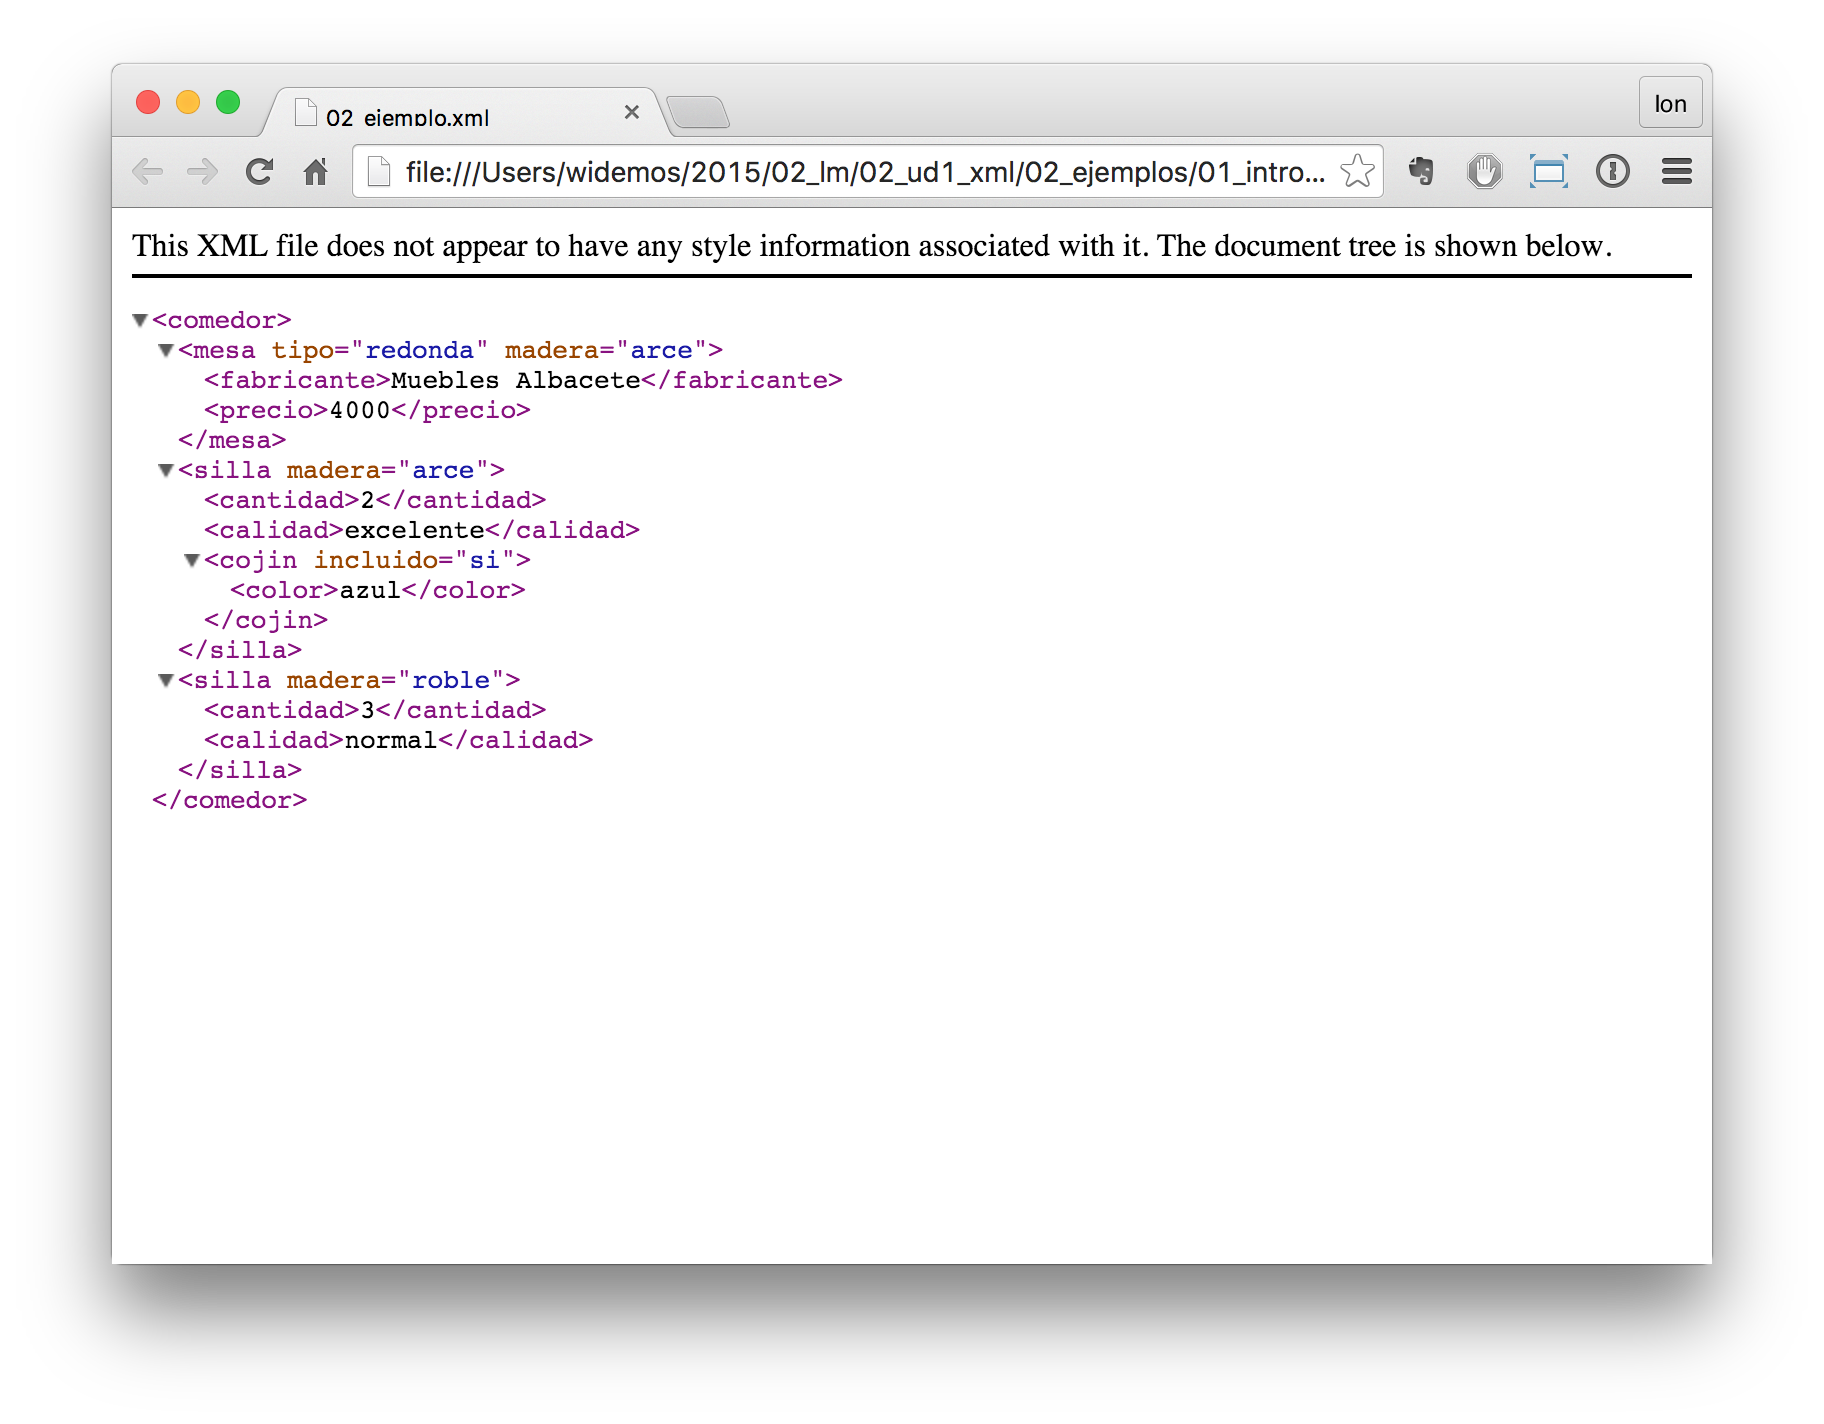 02_ejemplo.xml
Ion
file:///Users/widemos/2015/02_lm/02_ud1_xml/02_ejemplos/01_intro...
This XML file does not appear to have any style information associated with it. The document tree is shown below.
<comedor>
<mesa tipo="redonda" madera="arce">
<fabricante>Muebles Albacete</fabricante>
<precio>4000</precio>
</mesa>
<silla madera="arce">
<cantidad>2</cantidad>
<calidad>excelente</calidad>
<cojin incluido="si">
<color>azul</color>
</cojin>
</silla>
<silla madera="roble">
<cantidad>3</cantidad>
<calidad>normal</calidad>
</silla>
</comedor>